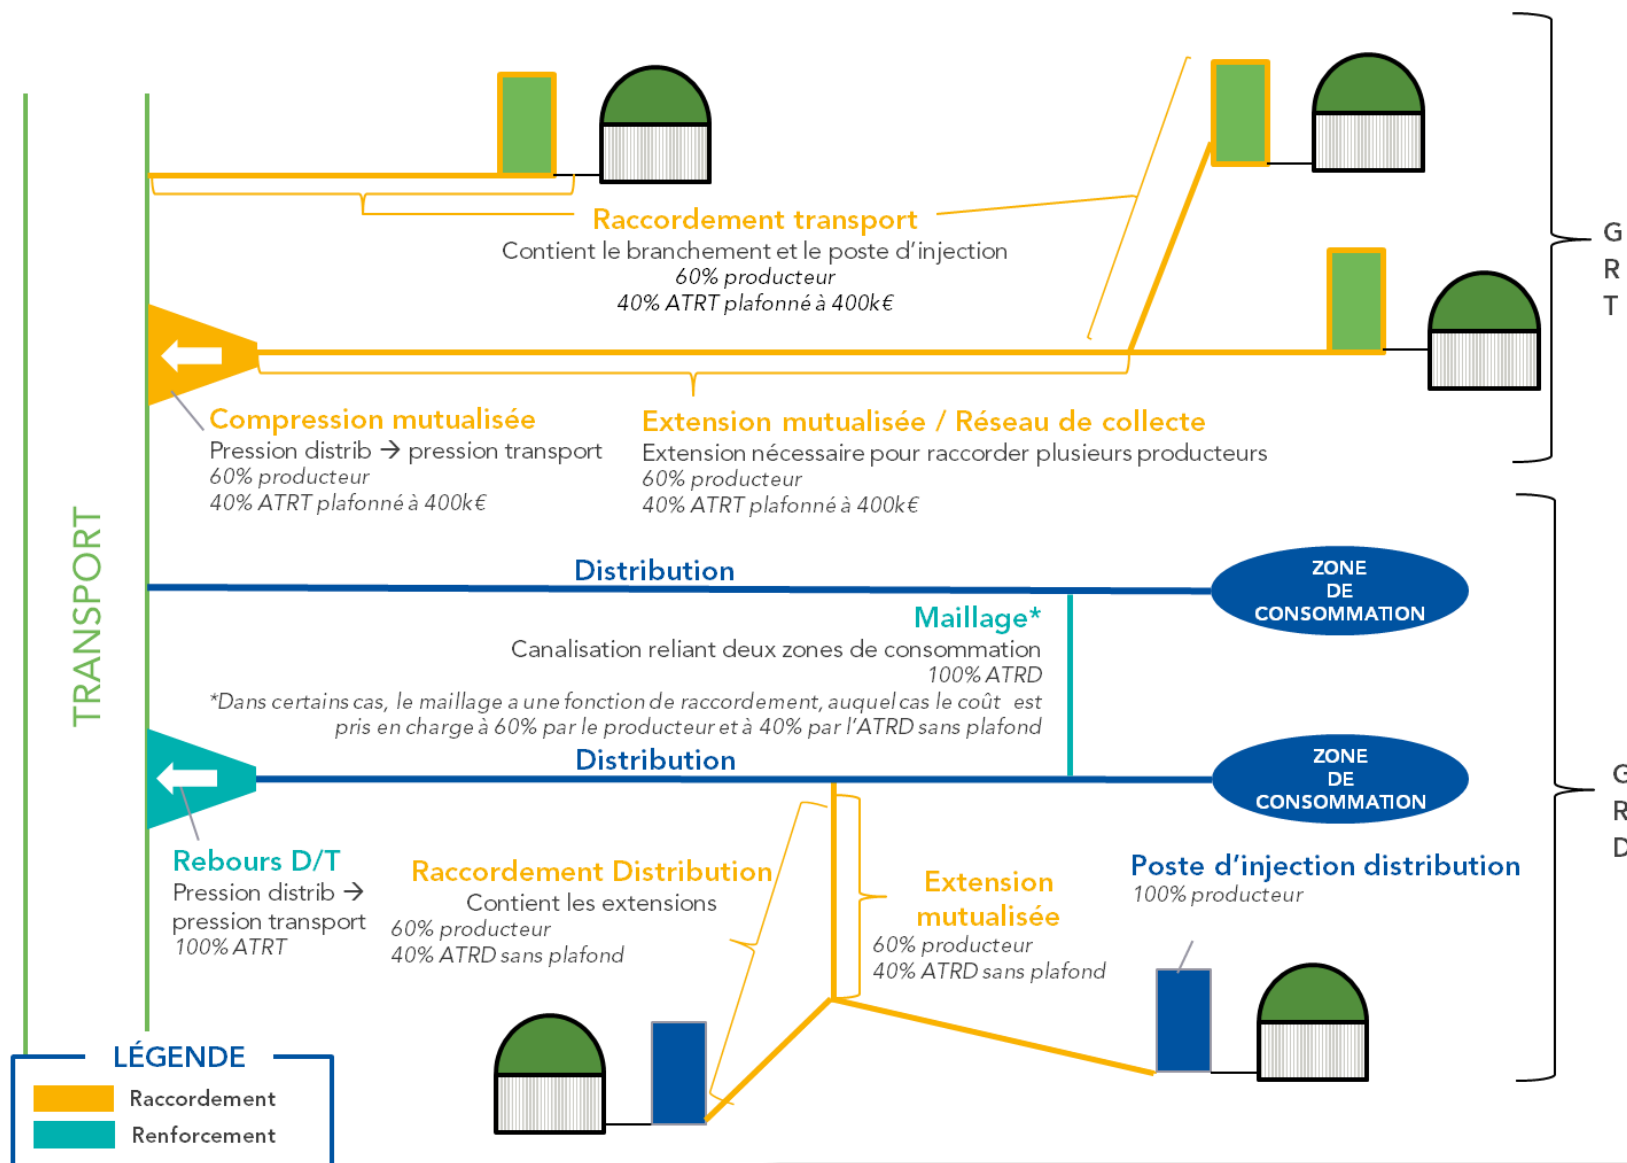 Raccordement transport
Contient le branchement et le poste d'injection
60% producteur
40% ATRT plafonné à 400k€
G
R
T
Compression mutualisée
Pression distrib → pression transport
60% producteur
40% ATRT plafonné à 400k€
Extension mutualisée / Réseau de collecte
Extension nécessaire pour raccorder plusieurs producteurs
60% producteur
40% ATRT plafonné à 400k€
TRANSPORT
Distribution
ZONE
DE
CONSOMMATION
Maillage*
Canalisation reliant deux zones de consommation
100% ATRD
*Dans certains cas, le maillage a une fonction de raccordement, auquel cas le coût est
pris en charge à 60% par le producteur et à 40% par l'ATRD sans plafond
Distribution
ZONE
DE
CONSOMMATION
G
R
D
Rebours D/T
Pression distrib →
pression transport
100% ATRT
Raccordement Distribution
Contient les extensions
60% producteur
40% ATRD sans plafond
Extension
mutualisée
60% producteur
40% ATRD sans plafond
Poste d'injection distribution
100% producteur
LÉGENDE
Raccordement
Renforcement